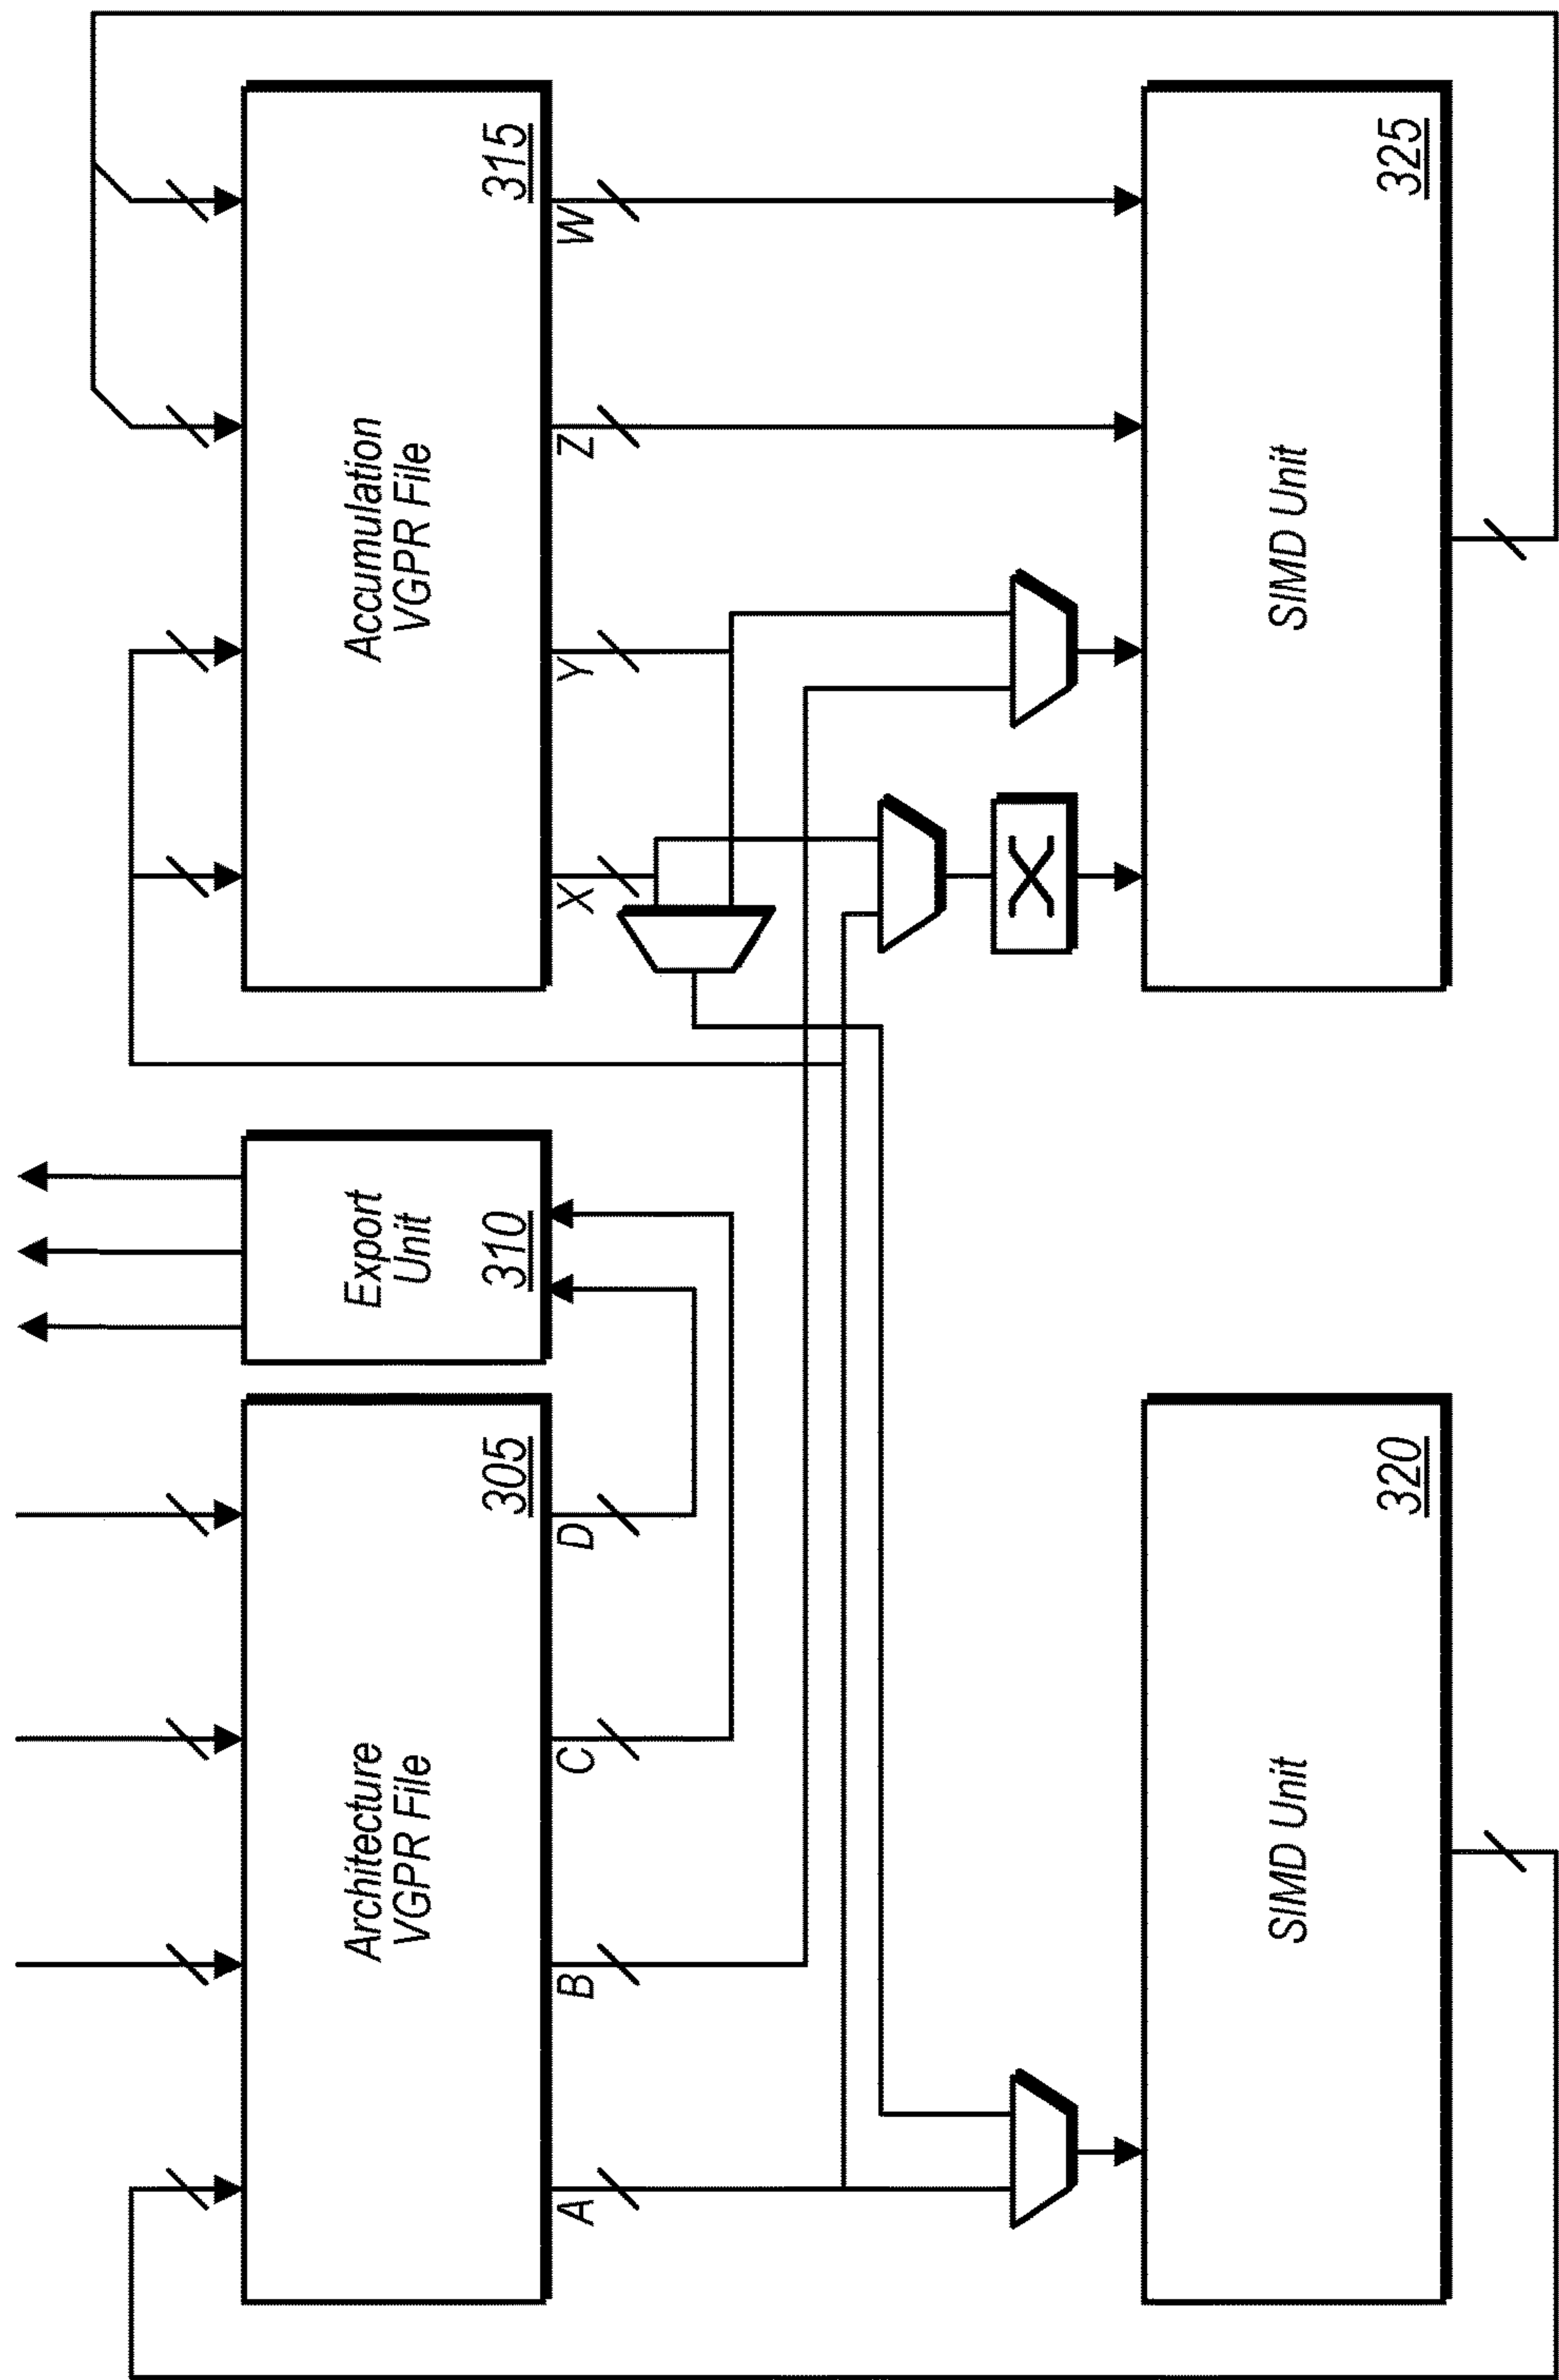 Architecture
VGPR File
305
A
B
C
D
Export
Unit
310
Accumulation
VGPR File
315
X
Y
Z
W
SIMD Unit
320
SIMD Unit
325